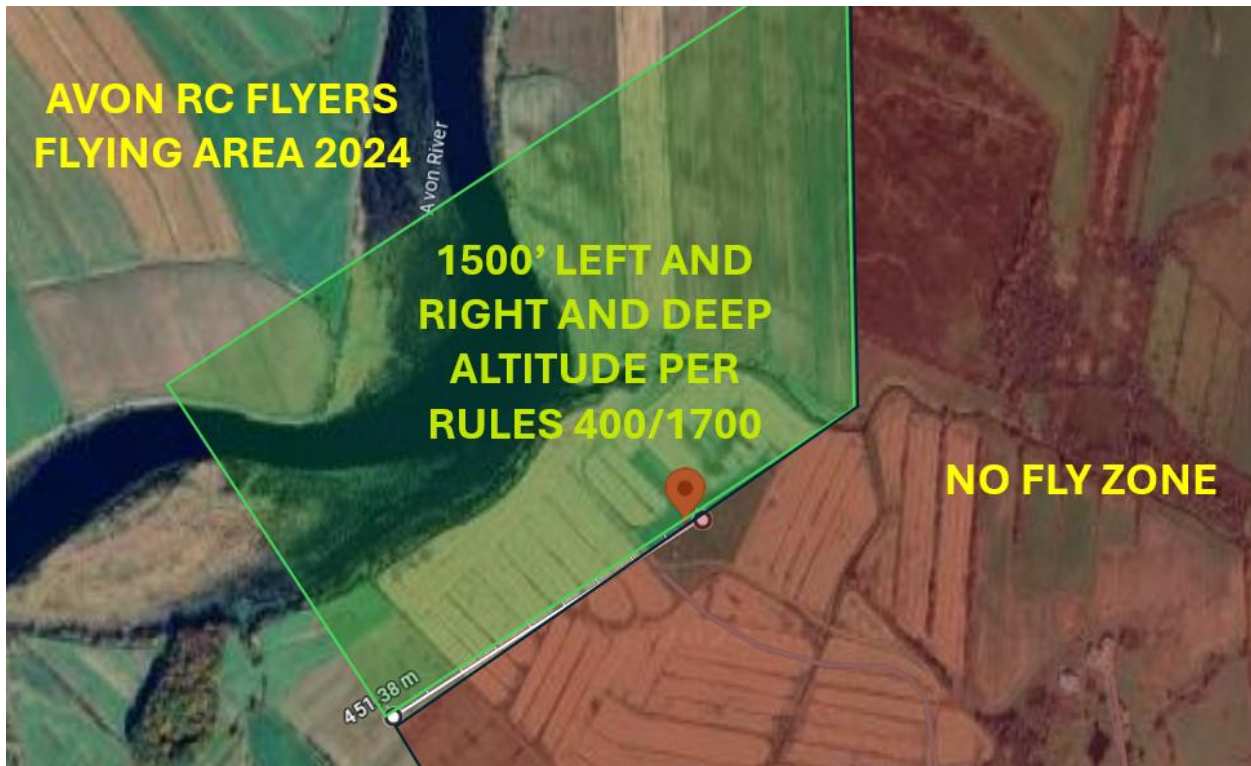 AVON RC FLYERS
FLYING AREA 2024
Avon River
1500’ LEFT AND
RIGHT AND DEEP
ALTITUDE PER
RULES 400/1700
NO FLY ZONE
451.38 m